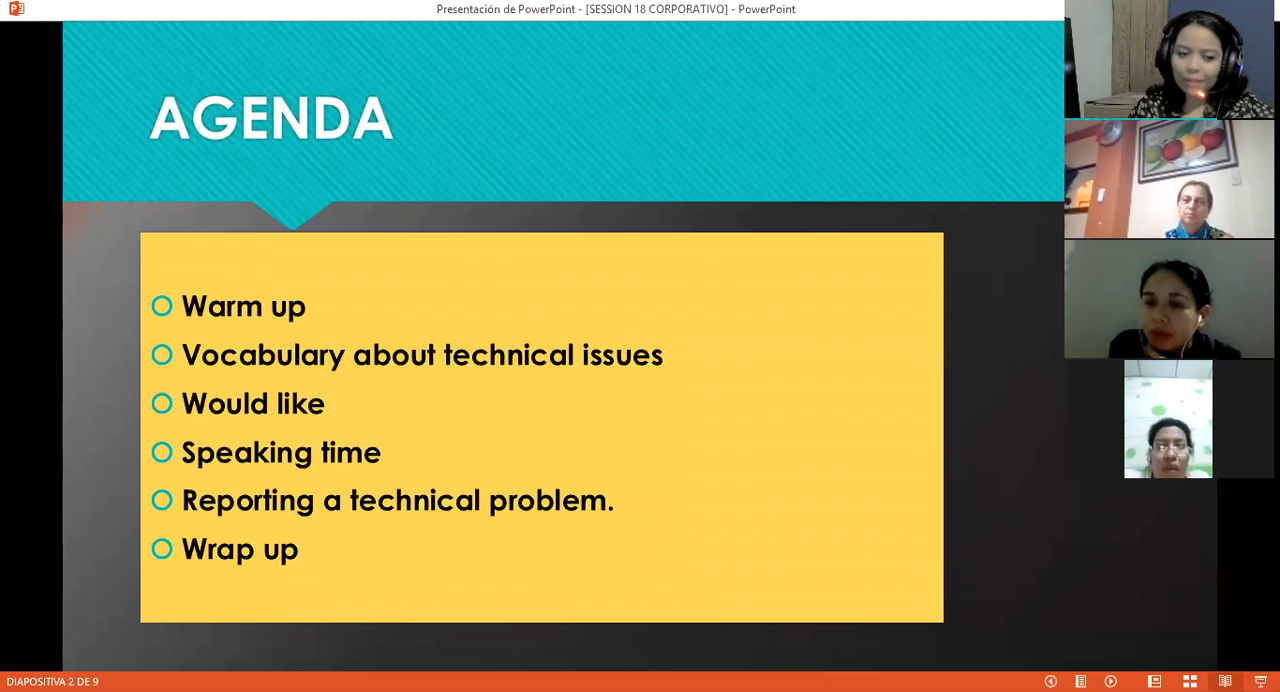 Presentación de PowerPoint - [SESSION 18 CORPORATIVO] - PowerPoint
AGENDA
Warm up
Vocabulary about technical issues
Would like
Speaking time
Reporting a technical problem.
Wrap up
DIAPOSITIVA 2 DE 9